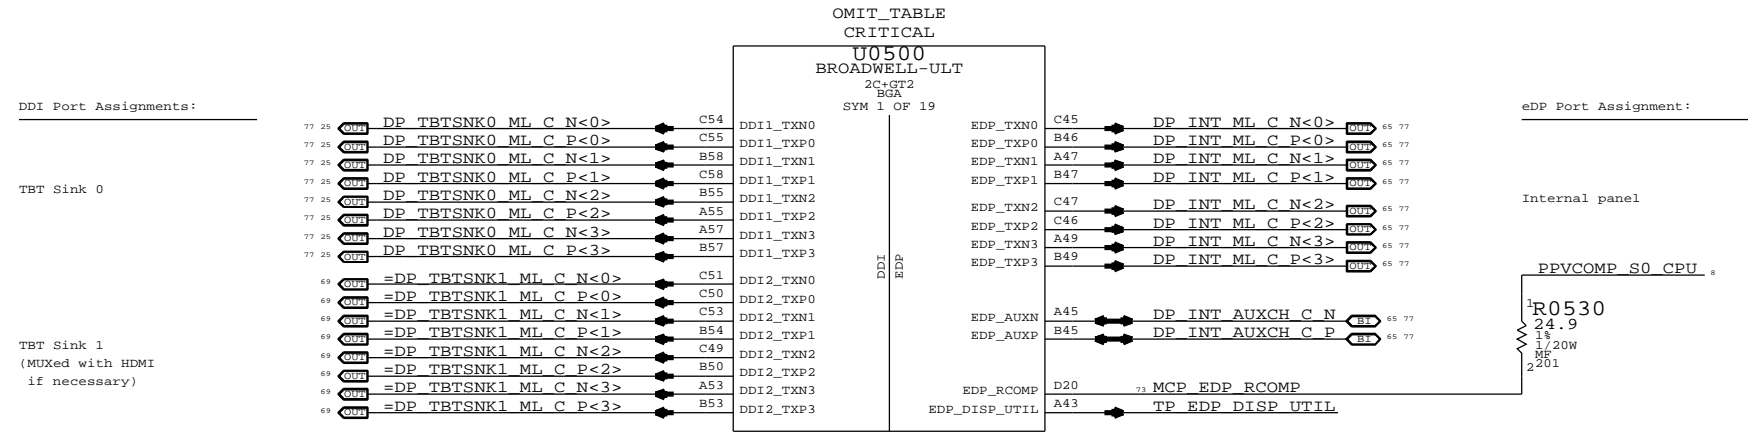 OMIT_TABLE
CRITICAL
U0500
BROADWELL-ULT
2C+GT2
BGA
SYM 1 OF 19
DDI Port Assignments:
eDP Port Assignment:
77 25 OUT DP_TBTSNK0_ML_C_N<0> C54 DDI1_TXN0
77 25 OUT DP_TBTSNK0_ML_C_P<0> C55 DDI1_TXP0
77 25 OUT DP_TBTSNK0_ML_C_N<1> B58 DDI1_TXN1
77 25 OUT DP_TBTSNK0_ML_C_P<1> C58 DDI1_TXP1
77 25 OUT DP_TBTSNK0_ML_C_N<2> B55 DDI1_TXN2
77 25 OUT DP_TBTSNK0_ML_C_P<2> A55 DDI1_TXP2
77 25 OUT DP_TBTSNK0_ML_C_N<3> A57 DDI1_TXN3
77 25 OUT DP_TBTSNK0_ML_C_P<3> B57 DDI1_TXP3
TBT Sink 0
69 OUT =DP_TBTSNK1_ML_C_N<0> C51 DDI2_TXN0
69 OUT =DP_TBTSNK1_ML_C_P<0> C50 DDI2_TXP0
69 OUT =DP_TBTSNK1_ML_C_N<1> C53 DDI2_TXN1
69 OUT =DP_TBTSNK1_ML_C_P<1> B54 DDI2_TXP1
69 OUT =DP_TBTSNK1_ML_C_N<2> C49 DDI2_TXN2
69 OUT =DP_TBTSNK1_ML_C_P<2> B50 DDI2_TXP2
69 OUT =DP_TBTSNK1_ML_C_N<3> A53 DDI2_TXN3
69 OUT =DP_TBTSNK1_ML_C_P<3> B53 DDI2_TXP3
TBT Sink 1
(MUXed with HDMI
if necessary)
DDI
EDP
EDP_TXN0 C45 DP_INT_ML_C_N<0> OUT 65 77
EDP_TXP0 B46 DP_INT_ML_C_P<0> OUT 65 77
EDP_TXN1 A47 DP_INT_ML_C_N<1> OUT 65 77
EDP_TXP1 B47 DP_INT_ML_C_P<1> OUT 65 77
EDP_TXN2 C47 DP_INT_ML_C_N<2> OUT 65 77
EDP_TXP2 C46 DP_INT_ML_C_P<2> OUT 65 77
EDP_TXN3 A49 DP_INT_ML_C_N<3> OUT 65 77
EDP_TXP3 B49 DP_INT_ML_C_P<3> OUT 65 77
Internal panel
EDP_AUXN A45 DP_INT_AUXCH_C_N BI 65 77
EDP_AUXP B45 DP_INT_AUXCH_C_P BI 65 77
EDP_RCOMP D20 73 MCP_EDP_RCOMP
EDP_DISP_UTIL A43 TP_EDP_DISP_UTIL
PPVCOMP_S0_CPU 8
1 R0530
24.9
1%
1/20W
MF
2 201